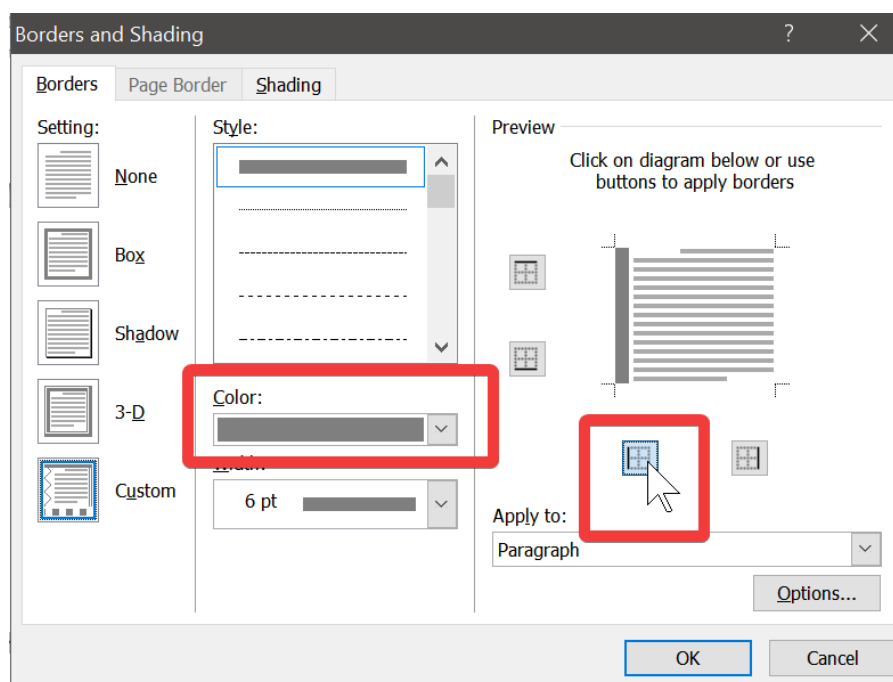 Borders and Shading ?
Borders Page Border Shading
Setting:
None
Box
Shadow
3-D
Custom
Style:
Color:
Width:
6 pt
Preview
Click on diagram below or use
buttons to apply borders
Apply to:
Paragraph
Options...
OK Cancel